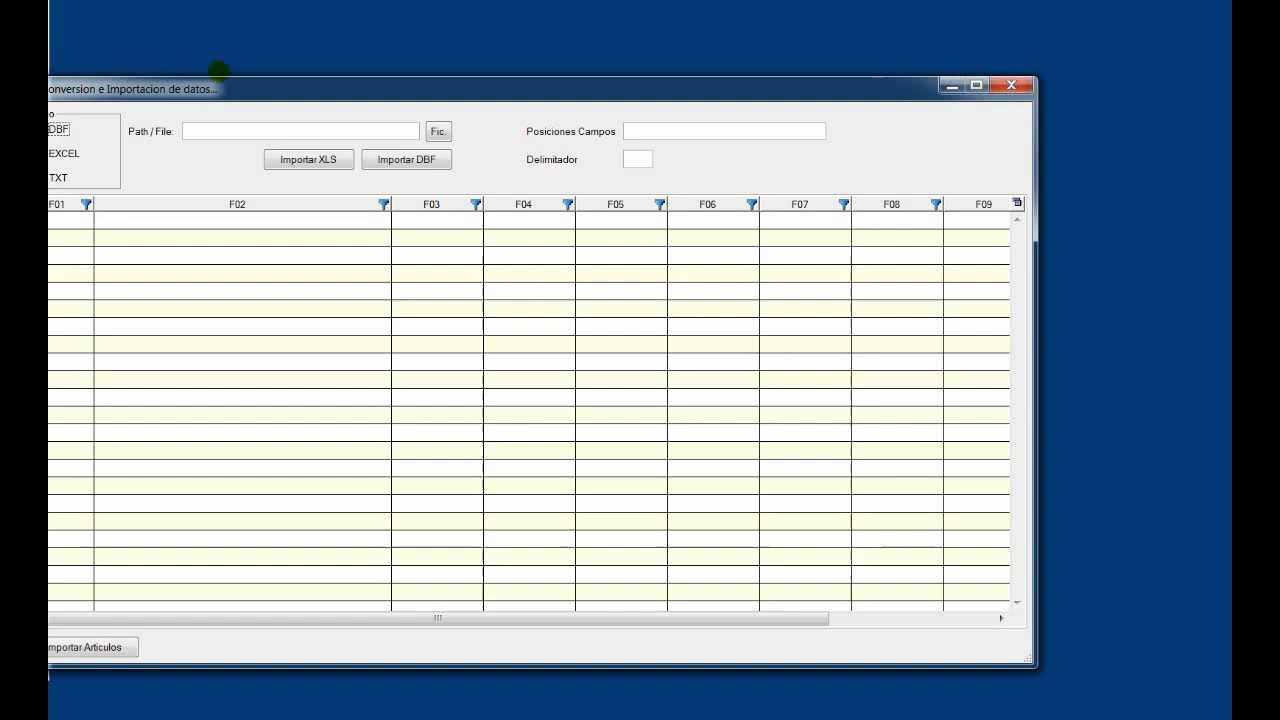 onversion e Importacion de datos...
o
DBF
Path / File:
Fic.
Posiciones Campos
EXCEL
Importar XLS
Importar DBF
Delimitador
TXT
F01 F02 F03 F04 F05 F06 F07 F08 F09
mportar Articulos